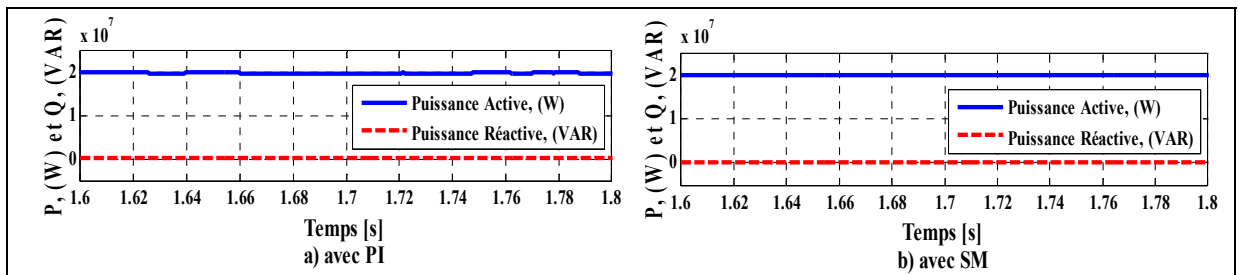 x 10^7
P, (W) et Q, (VAR)
2
1
0
Puissance Active, (W)
Puissance Réactive, (VAR)
1.6 1.62 1.64 1.66 1.68 1.7 1.72 1.74 1.76 1.78 1.8
Temps [s]
a) avec PI
x 10^7
P, (W) et Q, (VAR)
2
1
0
Puissance Active, (W)
Puissance Réactive, (VAR)
1.6 1.62 1.64 1.66 1.68 1.7 1.72 1.74 1.76 1.78 1.8
Temps [s]
b) avec SM